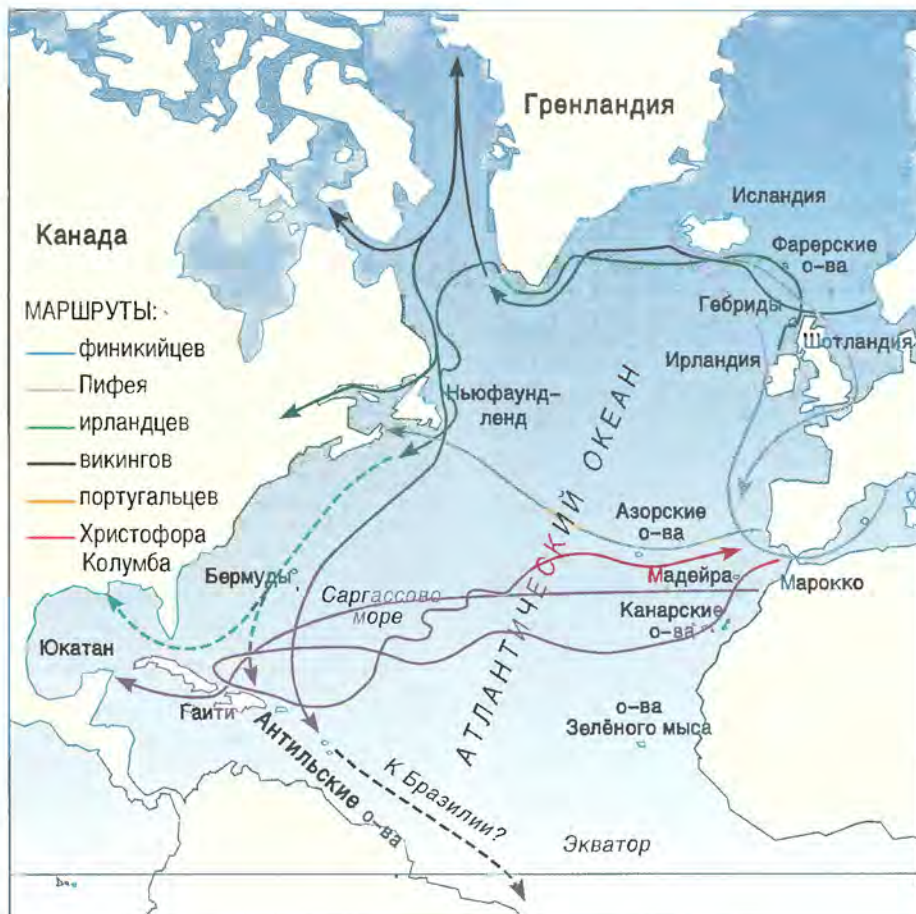 Гренландия
Исландия
Канада
Фарерские
о-ва
МАРШРУТЫ:
финикийцев
Пифея
ирландцев
викингов
португальцев
Христофора
Колумба
Гебриды
Шотландия
Ирландия
Ньюфаунд-
ленд
АТЛАНТИЧЕСКИЙ ОКЕАН
Азорские
о-ва
Бермуды
Мадейра
Марокко
Саргассово
море
Канарские
о-ва
Юкатан
Гаити
о-ва
Зелёного мыса
Антильские о-ва
К Бразилии?
Экватор